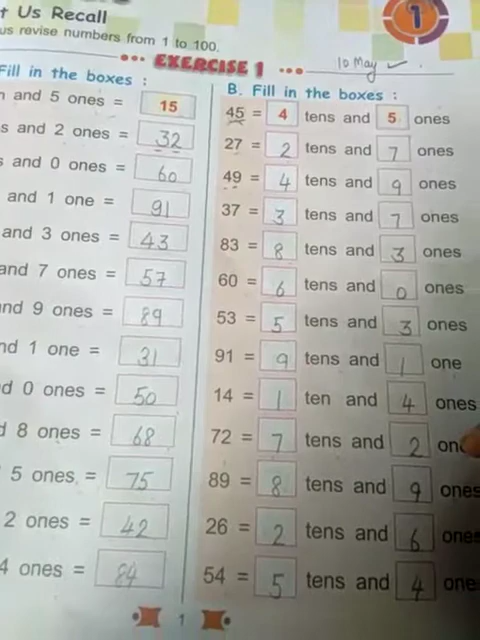 t Us Recall
us revise numbers from 1 to 100.
1
EXERCISE 1
10 May
Fill in the boxes :
and 5 ones = 15
s and 2 ones = 32
s and 0 ones = 60
and 1 one = 91
and 3 ones = 43
and 7 ones = 57
and 9 ones = 89
nd 1 one = 31
d 0 ones = 50
d 8 ones = 68
5 ones = 75
2 ones = 42
4 ones = 84
B. Fill in the boxes :
45 = 4 tens and 5 ones
27 = 2 tens and 7 ones
49 = 4 tens and 9 ones
37 = 3 tens and 7 ones
83 = 8 tens and 3 ones
60 = 6 tens and 0 ones
53 = 5 tens and 3 ones
91 = 9 tens and 1 one
14 = 1 ten and 4 ones
72 = 7 tens and 2 on
89 = 8 tens and 9 ones
26 = 2 tens and 6 ones
54 = 5 tens and 4 one
1